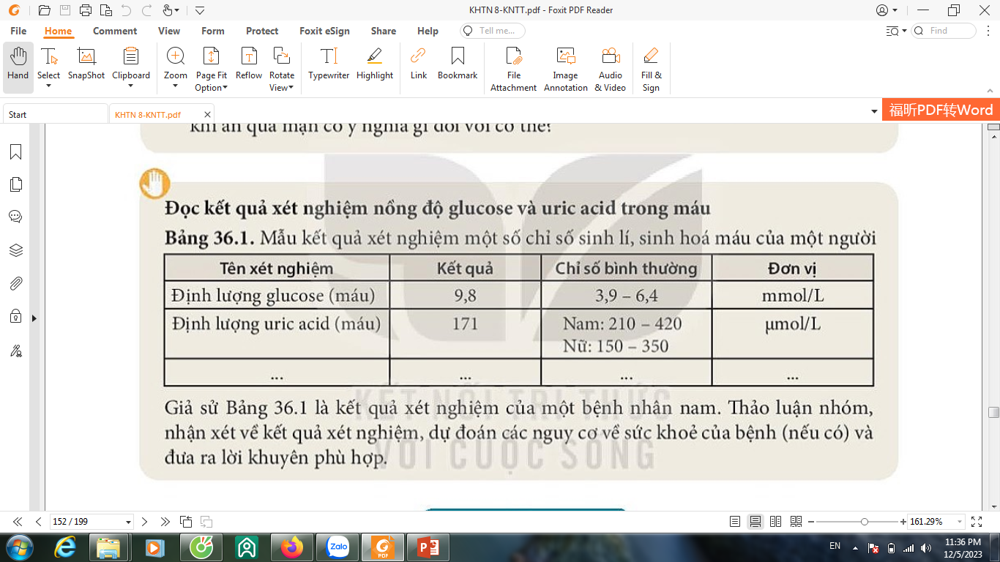 KHTN 8-KNTT.pdf - Foxit PDF Reader
File Home Comment View Form Protect Foxit eSign Share Help Tell me... Find
Hand Select SnapShot Clipboard Zoom Page Fit Option Reflow Rotate View Typewriter Highlight Link Bookmark File Attachment Image Annotation Audio & Video Fill & Sign
Start KHTN 8-KNTT.pdf 福昕PDF转Word
khi ăn quá mặn có ý nghĩa gì đối với cơ thể?
Đọc kết quả xét nghiệm nồng độ glucose và uric acid trong máu
Bảng 36.1. Mẫu kết quả xét nghiệm một số chỉ số sinh lí, sinh hoá máu của một người
Tên xét nghiệm Kết quả Chỉ số bình thường Đơn vị
Định lượng glucose (máu) 9,8 3,9 – 6,4 mmol/L
Định lượng uric acid (máu) 171 Nam: 210 – 420 µmol/L
Nữ: 150 – 350
... ... ... ...
KẾT NỐI TRI THỨC
Giả sử Bảng 36.1 là kết quả xét nghiệm của một bệnh nhân nam. Thảo luận nhóm,
nhận xét về kết quả xét nghiệm, dự đoán các nguy cơ về sức khoẻ của bệnh (nếu có) và
đưa ra lời khuyên phù hợp.
VỚI CUỘC SỐNG
152 / 199 161.29%
Zalo PDF EN 11:36 PM
12/5/2023